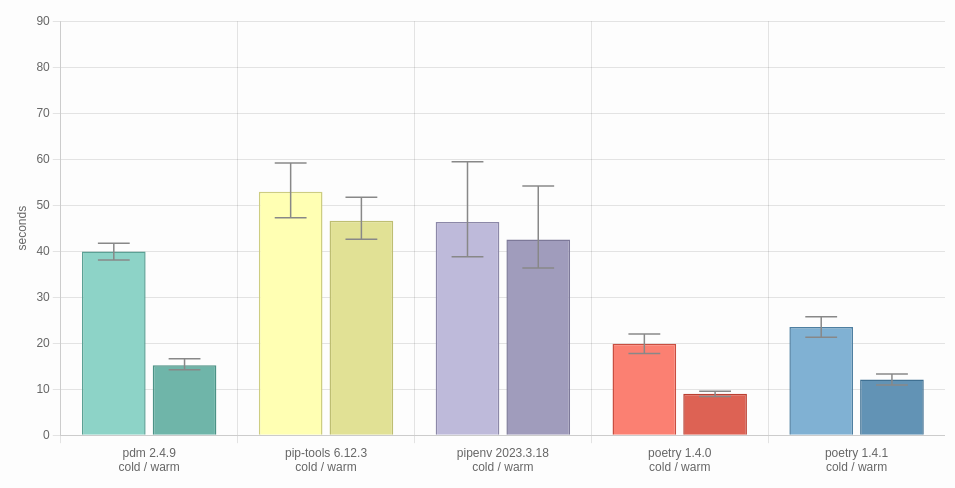 90
80
70
60
50
40
30
20
10
0
seconds
pdm 2.4.9
cold / warm
pip-tools 6.12.3
cold / warm
pipenv 2023.3.18
cold / warm
poetry 1.4.0
cold / warm
poetry 1.4.1
cold / warm